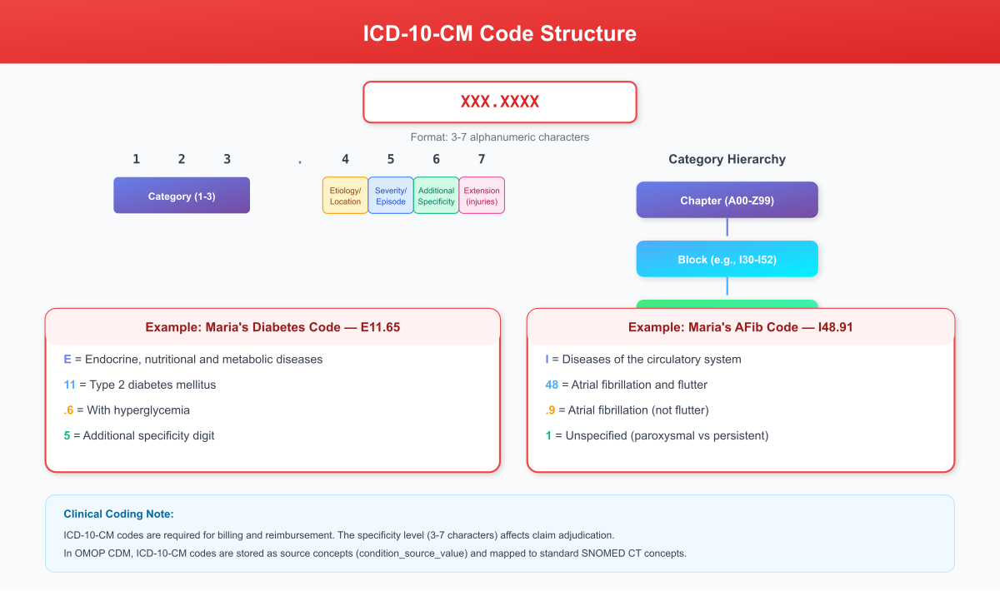 ICD-10-CM Code Structure
XXX.XXXX
Format: 3-7 alphanumeric characters
1 2 3 . 4 5 6 7
Category (1-3)
Etiology/
Location
Severity/
Episode
Additional
Specificity
Extension
(injuries)
Category Hierarchy
Chapter (A00-Z99)
Block (e.g., I30-I52)
Example: Maria's Diabetes Code — E11.65
E = Endocrine, nutritional and metabolic diseases
11 = Type 2 diabetes mellitus
.6 = With hyperglycemia
5 = Additional specificity digit
Example: Maria's AFib Code — I48.91
I = Diseases of the circulatory system
48 = Atrial fibrillation and flutter
.9 = Atrial fibrillation (not flutter)
1 = Unspecified (paroxysmal vs persistent)
Clinical Coding Note:
ICD-10-CM codes are required for billing and reimbursement. The specificity level (3-7 characters) affects claim adjudication.
In OMOP CDM, ICD-10-CM codes are stored as source concepts (condition_source_value) and mapped to standard SNOMED CT concepts.